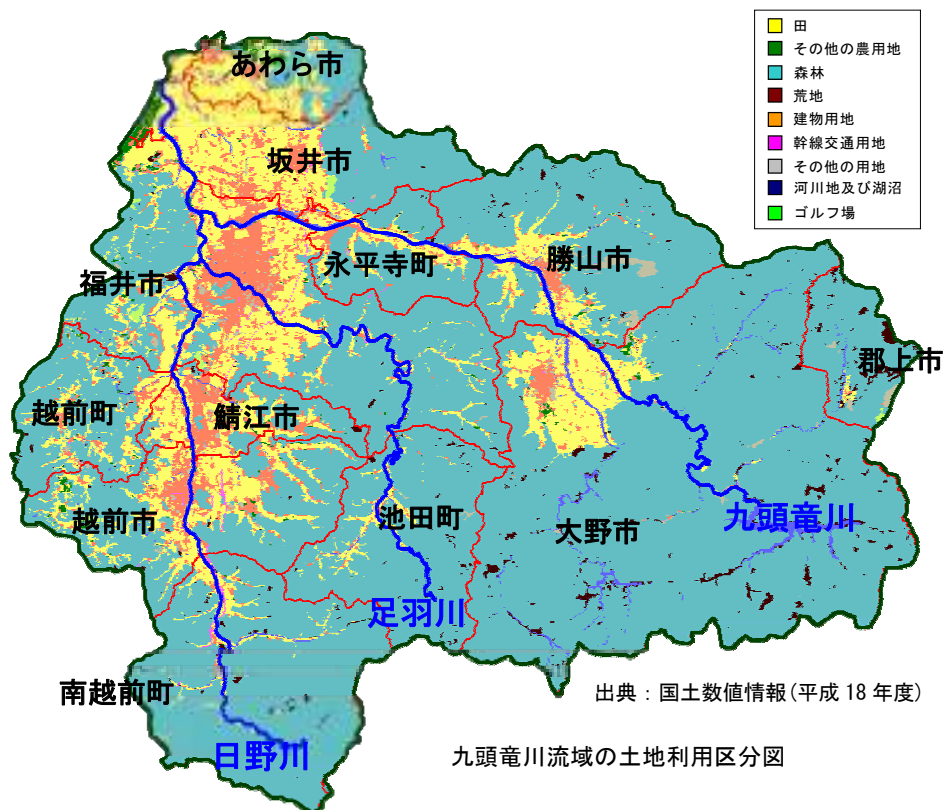 田
その他の農用地
森林
荒地
建物用地
幹線交通用地
その他の用地
河川地及び湖沼
ゴルフ場
あわら市
坂井市
永平寺町
勝山市
福井市
郡上市
越前町
鯖江市
越前市
池田町
大野市
九頭竜川
足羽川
南越前町
日野川
出典：国土数値情報(平成 18 年度)
九頭竜川流域の土地利用区分図